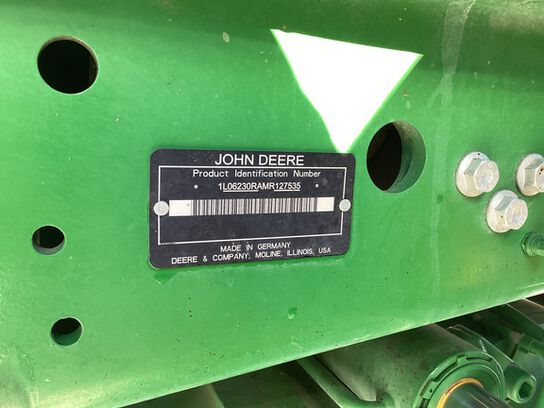 JOHN DEERE
Product Identification Number
* 1L06230RAMR127535 *
MADE IN GERMANY
DEERE & COMPANY, MOLINE, ILLINOIS, USA